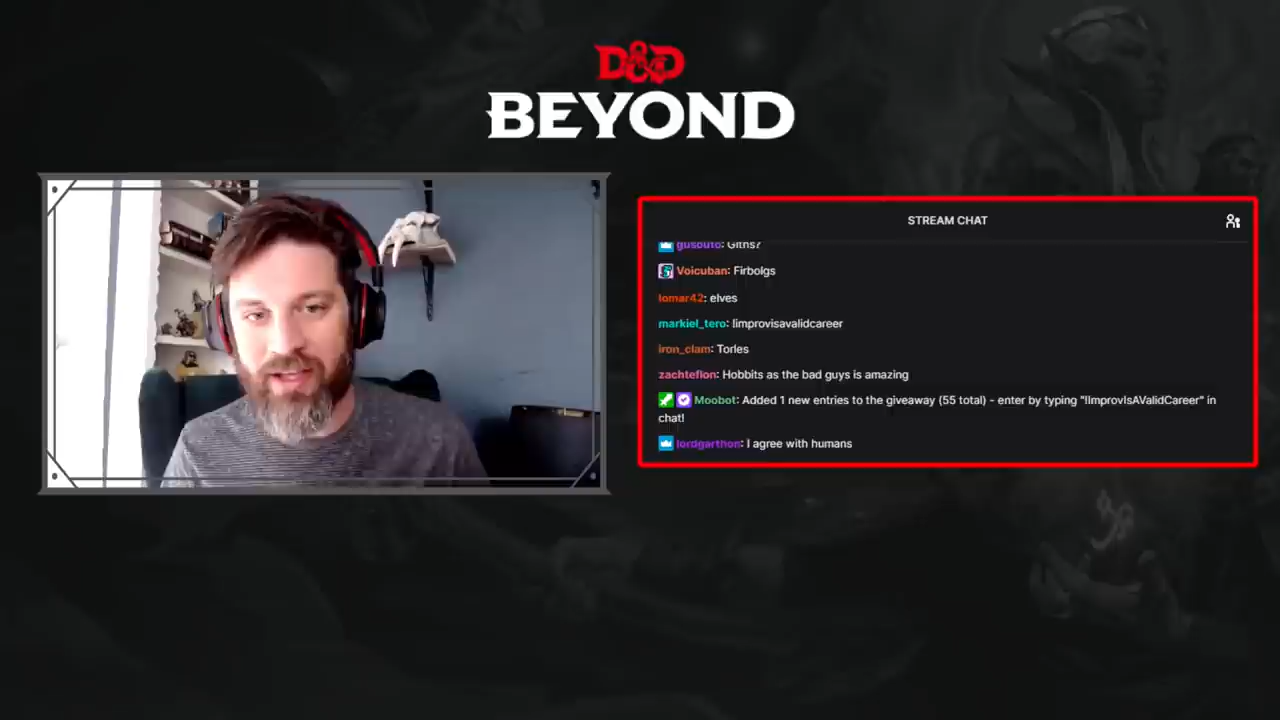 D&D
BEYOND
STREAM CHAT
gusouto: Giths?
Voicuban: Firbolgs
lomar42: elves
markiel_tero: !improvisavalidcareer
iron_clam: Torles
zachteflon: Hobbits as the bad guys is amazing
Moobot: Added 1 new entries to the giveaway (55 total) - enter by typing "!ImprovIsAValidCareer" in
chat!
lordgarthon: I agree with humans